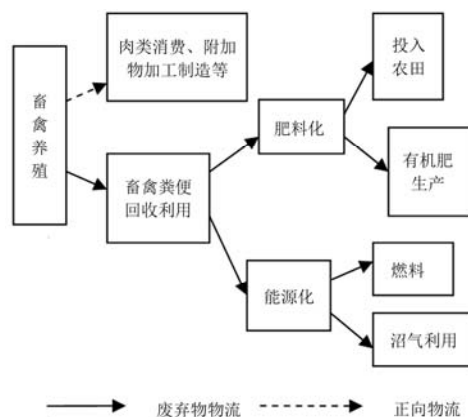 畜
禽
养
殖
肉类消费、附加
物加工制造等
畜禽粪便
回收利用
肥料化
能源化
投入
农田
有机肥
生产
燃料
沼气利用
废弃物物流
正向物流